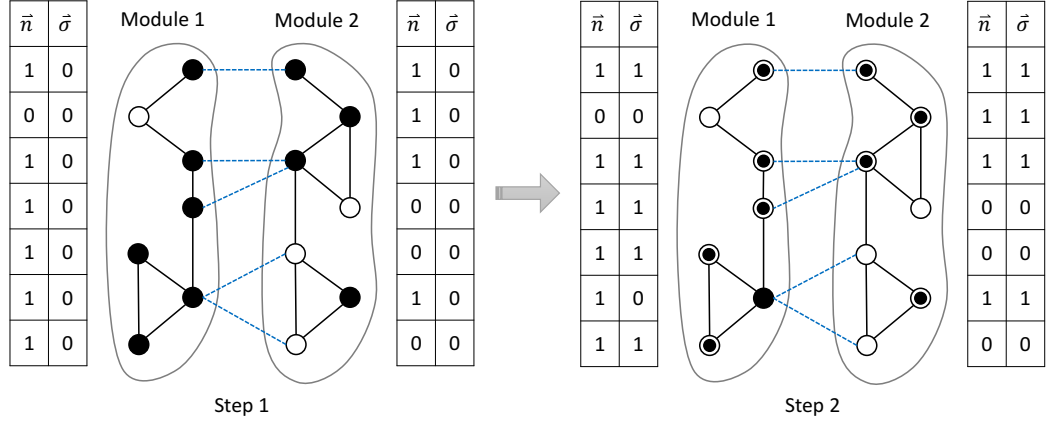 Module 1 Module 2 Module 1 Module 2
n⃗ σ⃗ n⃗ σ⃗ n⃗ σ⃗ n⃗ σ⃗
1 0 1 0 1 1 1 1
0 0 1 0 0 0 1 1
1 0 1 0 1 1 1 1
1 0 0 0 1 1 0 0
1 0 0 0 1 1 0 0
1 0 1 0 1 0 1 1
1 0 0 0 1 1 0 0
Step 1 Step 2